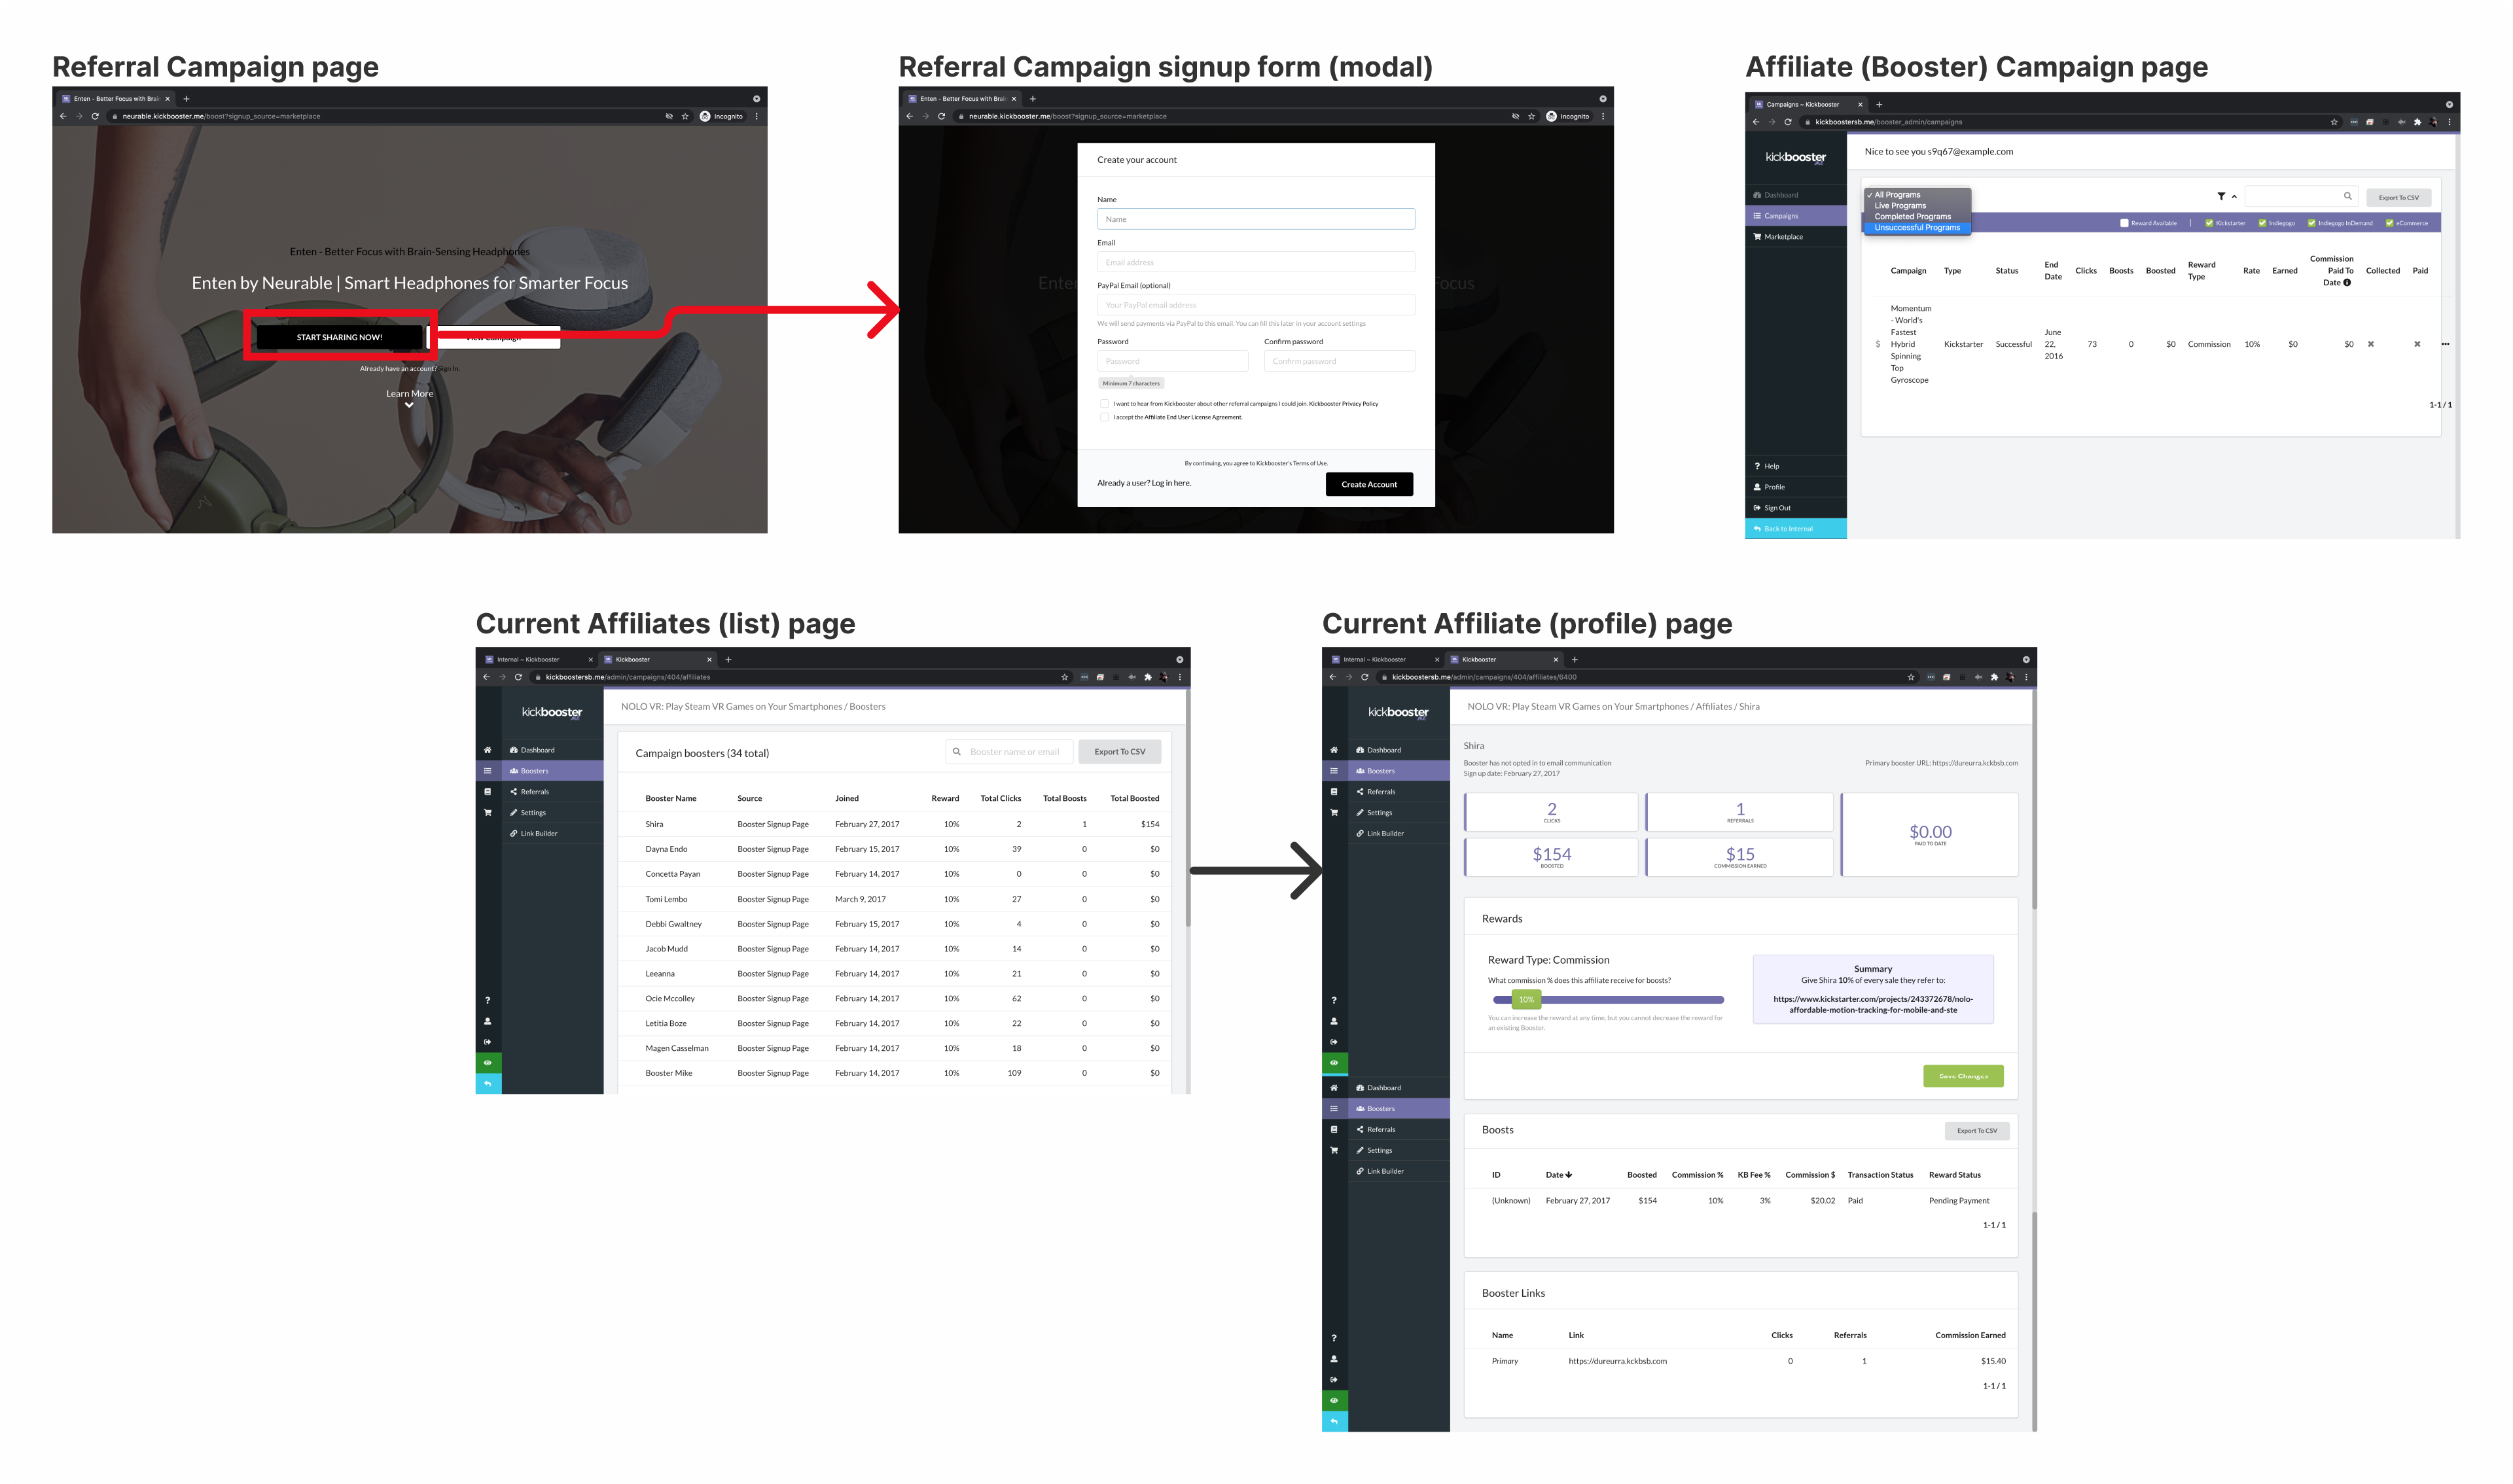 Referral Campaign page
Enten - Better Focus with Brain-
neurable.kickbooster.me/boost?signup_source=marketplace
Incognito
Enten - Better Focus with Brain-Sensing Headphones
Enten by Neurable | Smart Headphones for Smarter Focus
START SHARING NOW!
View Campaign
Already have an account? Sign In.
Learn More
Referral Campaign signup form (modal)
Enten - Better Focus with Brain-
neurable.kickbooster.me/boost?signup_source=marketplace
Incognito
Enten
Focus
Create your account
Name
Name
Email
Email address
PayPal Email (optional)
Your PayPal email address
We will send payments via PayPal to this email. You can fill this later in your account settings
Password
Confirm password
Password
Confirm password
Minimum 7 characters
I want to hear from Kickbooster about other referral campaigns I could join. Kickbooster Privacy Policy
I accept the Affiliate End User License Agreement.
By continuing, you agree to Kickbooster's Terms of Use.
Already a user? Log in here.
Create Account
Affiliate (Booster) Campaign page
Campaigns – Kickbooster
kickboostersb.me/booster_admin/campaigns
kickbooster
Nice to see you s9q67@example.com
Dashboard
Campaigns
Marketplace
Help
Profile
Sign Out
Back to Internal
✓ All Programs
Live Programs
Completed Programs
Unsuccessful Programs
Export To CSV
Reward Available | Kickstarter Indiegogo Indiegogo InDemand eCommerce
Campaign Type Status End Date Clicks Boosts Boosted Reward Type Rate Earned Commission Paid To Date Collected Paid
$ Momentum - World's Fastest Hybrid Spinning Top Gyroscope Kickstarter Successful June 22, 2016 73 0 $0 Commission 10% $0 $0
1-1 / 1
Current Affiliates (list) page
Internal – Kickbooster
Kickbooster
kickboostersb.me/admin/campaigns/404/affiliates
kickbooster
Dashboard
Boosters
Referrals
Settings
Link Builder
NOLO VR: Play Steam VR Games on Your Smartphones / Boosters
Campaign boosters (34 total)
Booster name or email
Export To CSV
Booster Name Source Joined Reward Total Clicks Total Boosts Total Boosted
Shira Booster Signup Page February 27, 2017 10% 2 1 $154
Dayna Endo Booster Signup Page February 15, 2017 10% 39 0 $0
Concetta Payan Booster Signup Page February 14, 2017 10% 0 0 $0
Tomi Lembo Booster Signup Page March 9, 2017 10% 27 0 $0
Debbi Gwaltney Booster Signup Page February 15, 2017 10% 4 0 $0
Jacob Mudd Booster Signup Page February 14, 2017 10% 14 0 $0
Leeanna Booster Signup Page February 14, 2017 10% 21 0 $0
Ocie Mccolley Booster Signup Page February 14, 2017 10% 62 0 $0
Letitia Boze Booster Signup Page February 14, 2017 10% 22 0 $0
Magen Casselman Booster Signup Page February 14, 2017 10% 18 0 $0
Booster Mike Booster Signup Page February 14, 2017 10% 109 0 $0
Current Affiliate (profile) page
Internal – Kickbooster
Kickbooster
kickboostersb.me/admin/campaigns/404/affiliates/6400
kickbooster
Dashboard
Boosters
Referrals
Settings
Link Builder
NOLO VR: Play Steam VR Games on Your Smartphones / Affiliates / Shira
Shira
Booster has not opted in to email communication
Sign up date: February 27, 2017
Primary booster URL: https://dureurra.kckbsb.com
2
CLICKS
1
REFERRALS
$154
BOOSTED
$15
COMMISSION EARNED
$0.00
PAID TO DATE
Rewards
Reward Type: Commission
What commission % does this affiliate receive for boosts?
10%
You can increase the reward at any time, but you cannot decrease the reward for
an existing Booster.
Summary
Give Shira 10% of every sale they refer to:
https://www.kickstarter.com/projects/243372678/nolo-
affordable-motion-tracking-for-mobile-and-ste
Save Changes
Dashboard
Boosters
Referrals
Settings
Link Builder
Boosts
Export To CSV
ID Date Boosted Commission % KB Fee % Commission $ Transaction Status Reward Status
(Unknown) February 27, 2017 $154 10% 3% $20.02 Paid Pending Payment
1-1 / 1
Booster Links
Name Link Clicks Referrals Commission Earned
Primary https://dureurra.kckbsb.com 0 1 $15.40
1-1 / 1